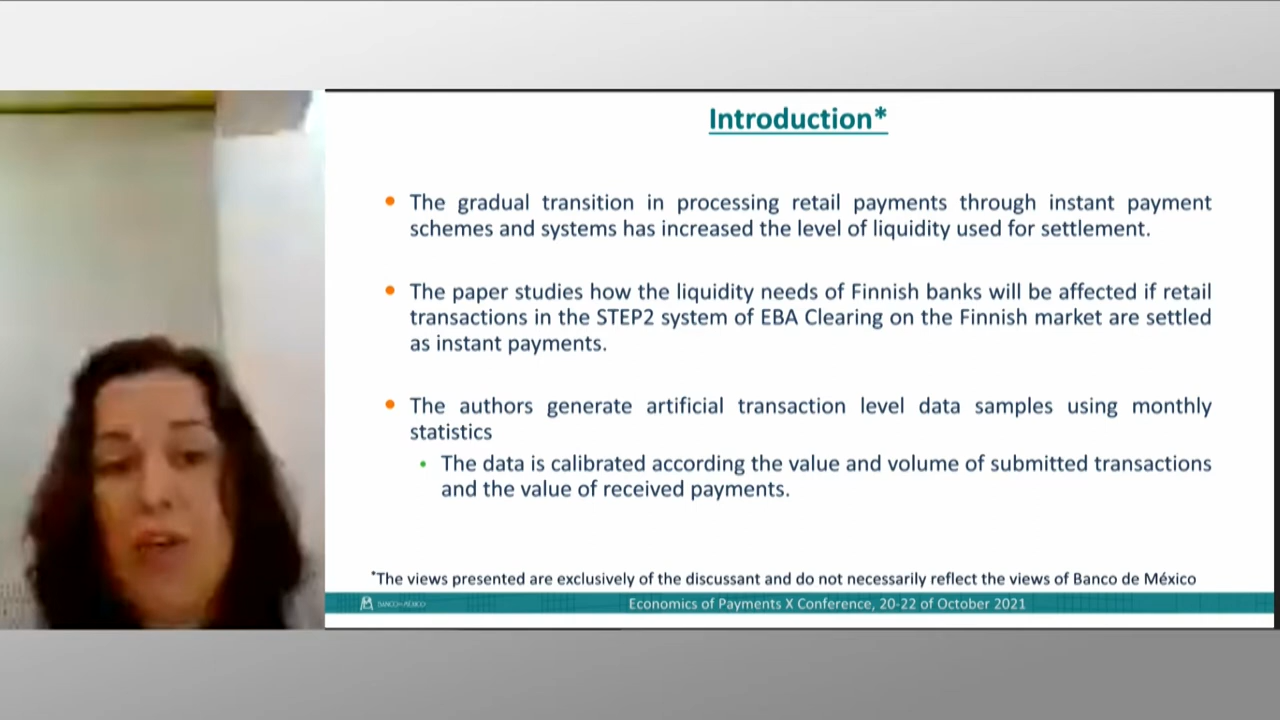 Introduction*
• The gradual transition in processing retail payments through instant payment
schemes and systems has increased the level of liquidity used for settlement.
• The paper studies how the liquidity needs of Finnish banks will be affected if retail
transactions in the STEP2 system of EBA Clearing on the Finnish market are settled
as instant payments.
• The authors generate artificial transaction level data samples using monthly
statistics
• The data is calibrated according the value and volume of submitted transactions
and the value of received payments.
*The views presented are exclusively of the discussant and do not necessarily reflect the views of Banco de México
BANCO DE MÉXICO
Economics of Payments X Conference, 20-22 of October 2021